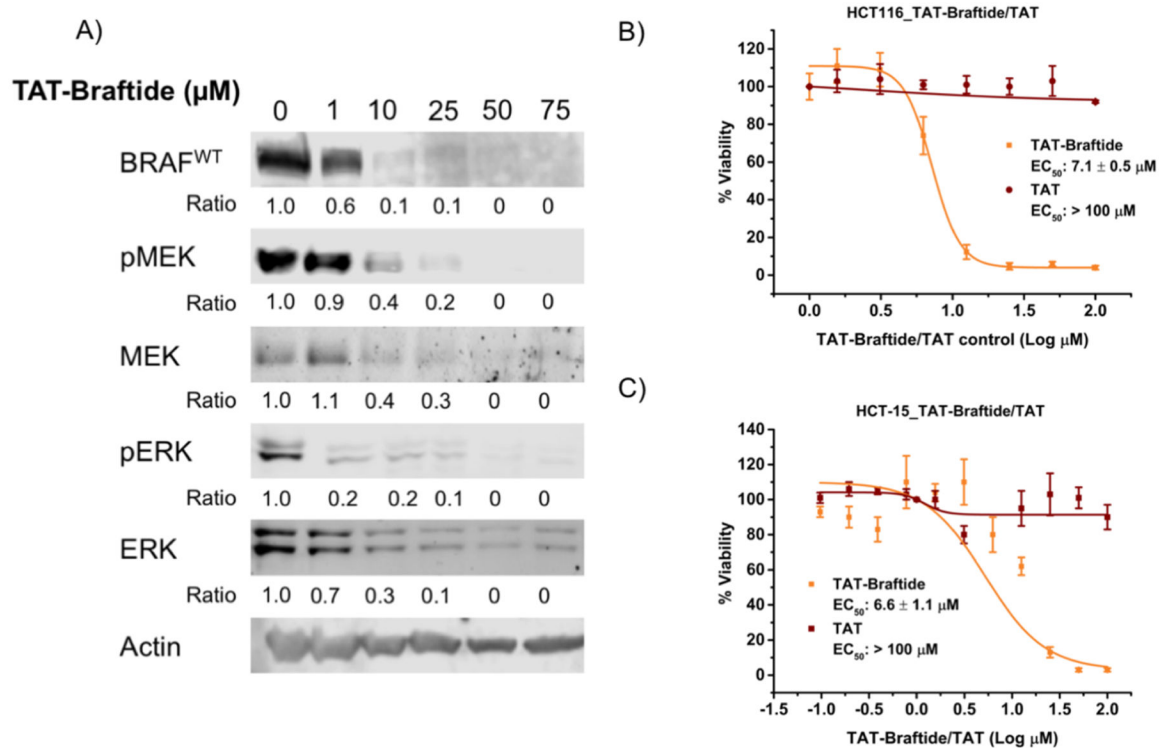 A)
TAT-Braftide (μM)
0 1 10 25 50 75
BRAFᵂᵀ
Ratio 1.0 0.6 0.1 0.1 0 0
pMEK
Ratio 1.0 0.9 0.4 0.2 0 0
MEK
Ratio 1.0 1.1 0.4 0.3 0 0
pERK
Ratio 1.0 0.2 0.2 0.1 0 0
ERK
Ratio 1.0 0.7 0.3 0.1 0 0
Actin
B)
HCT116_TAT-Braftide/TAT
% Viability
120
100
80
60
40
20
0
TAT-Braftide
EC₅₀: 7.1 ± 0.5 μM
TAT
EC₅₀: > 100 μM
0.0 0.5 1.0 1.5 2.0
TAT-Braftide/TAT control (Log μM)
C)
HCT-15_TAT-Braftide/TAT
% Viability
140
120
100
80
60
40
20
0
TAT-Braftide
EC₅₀: 6.6 ± 1.1 μM
TAT
EC₅₀: > 100 μM
-1.5 -1.0 -0.5 0.0 0.5 1.0 1.5 2.0
TAT-Braftide/TAT (Log μM)